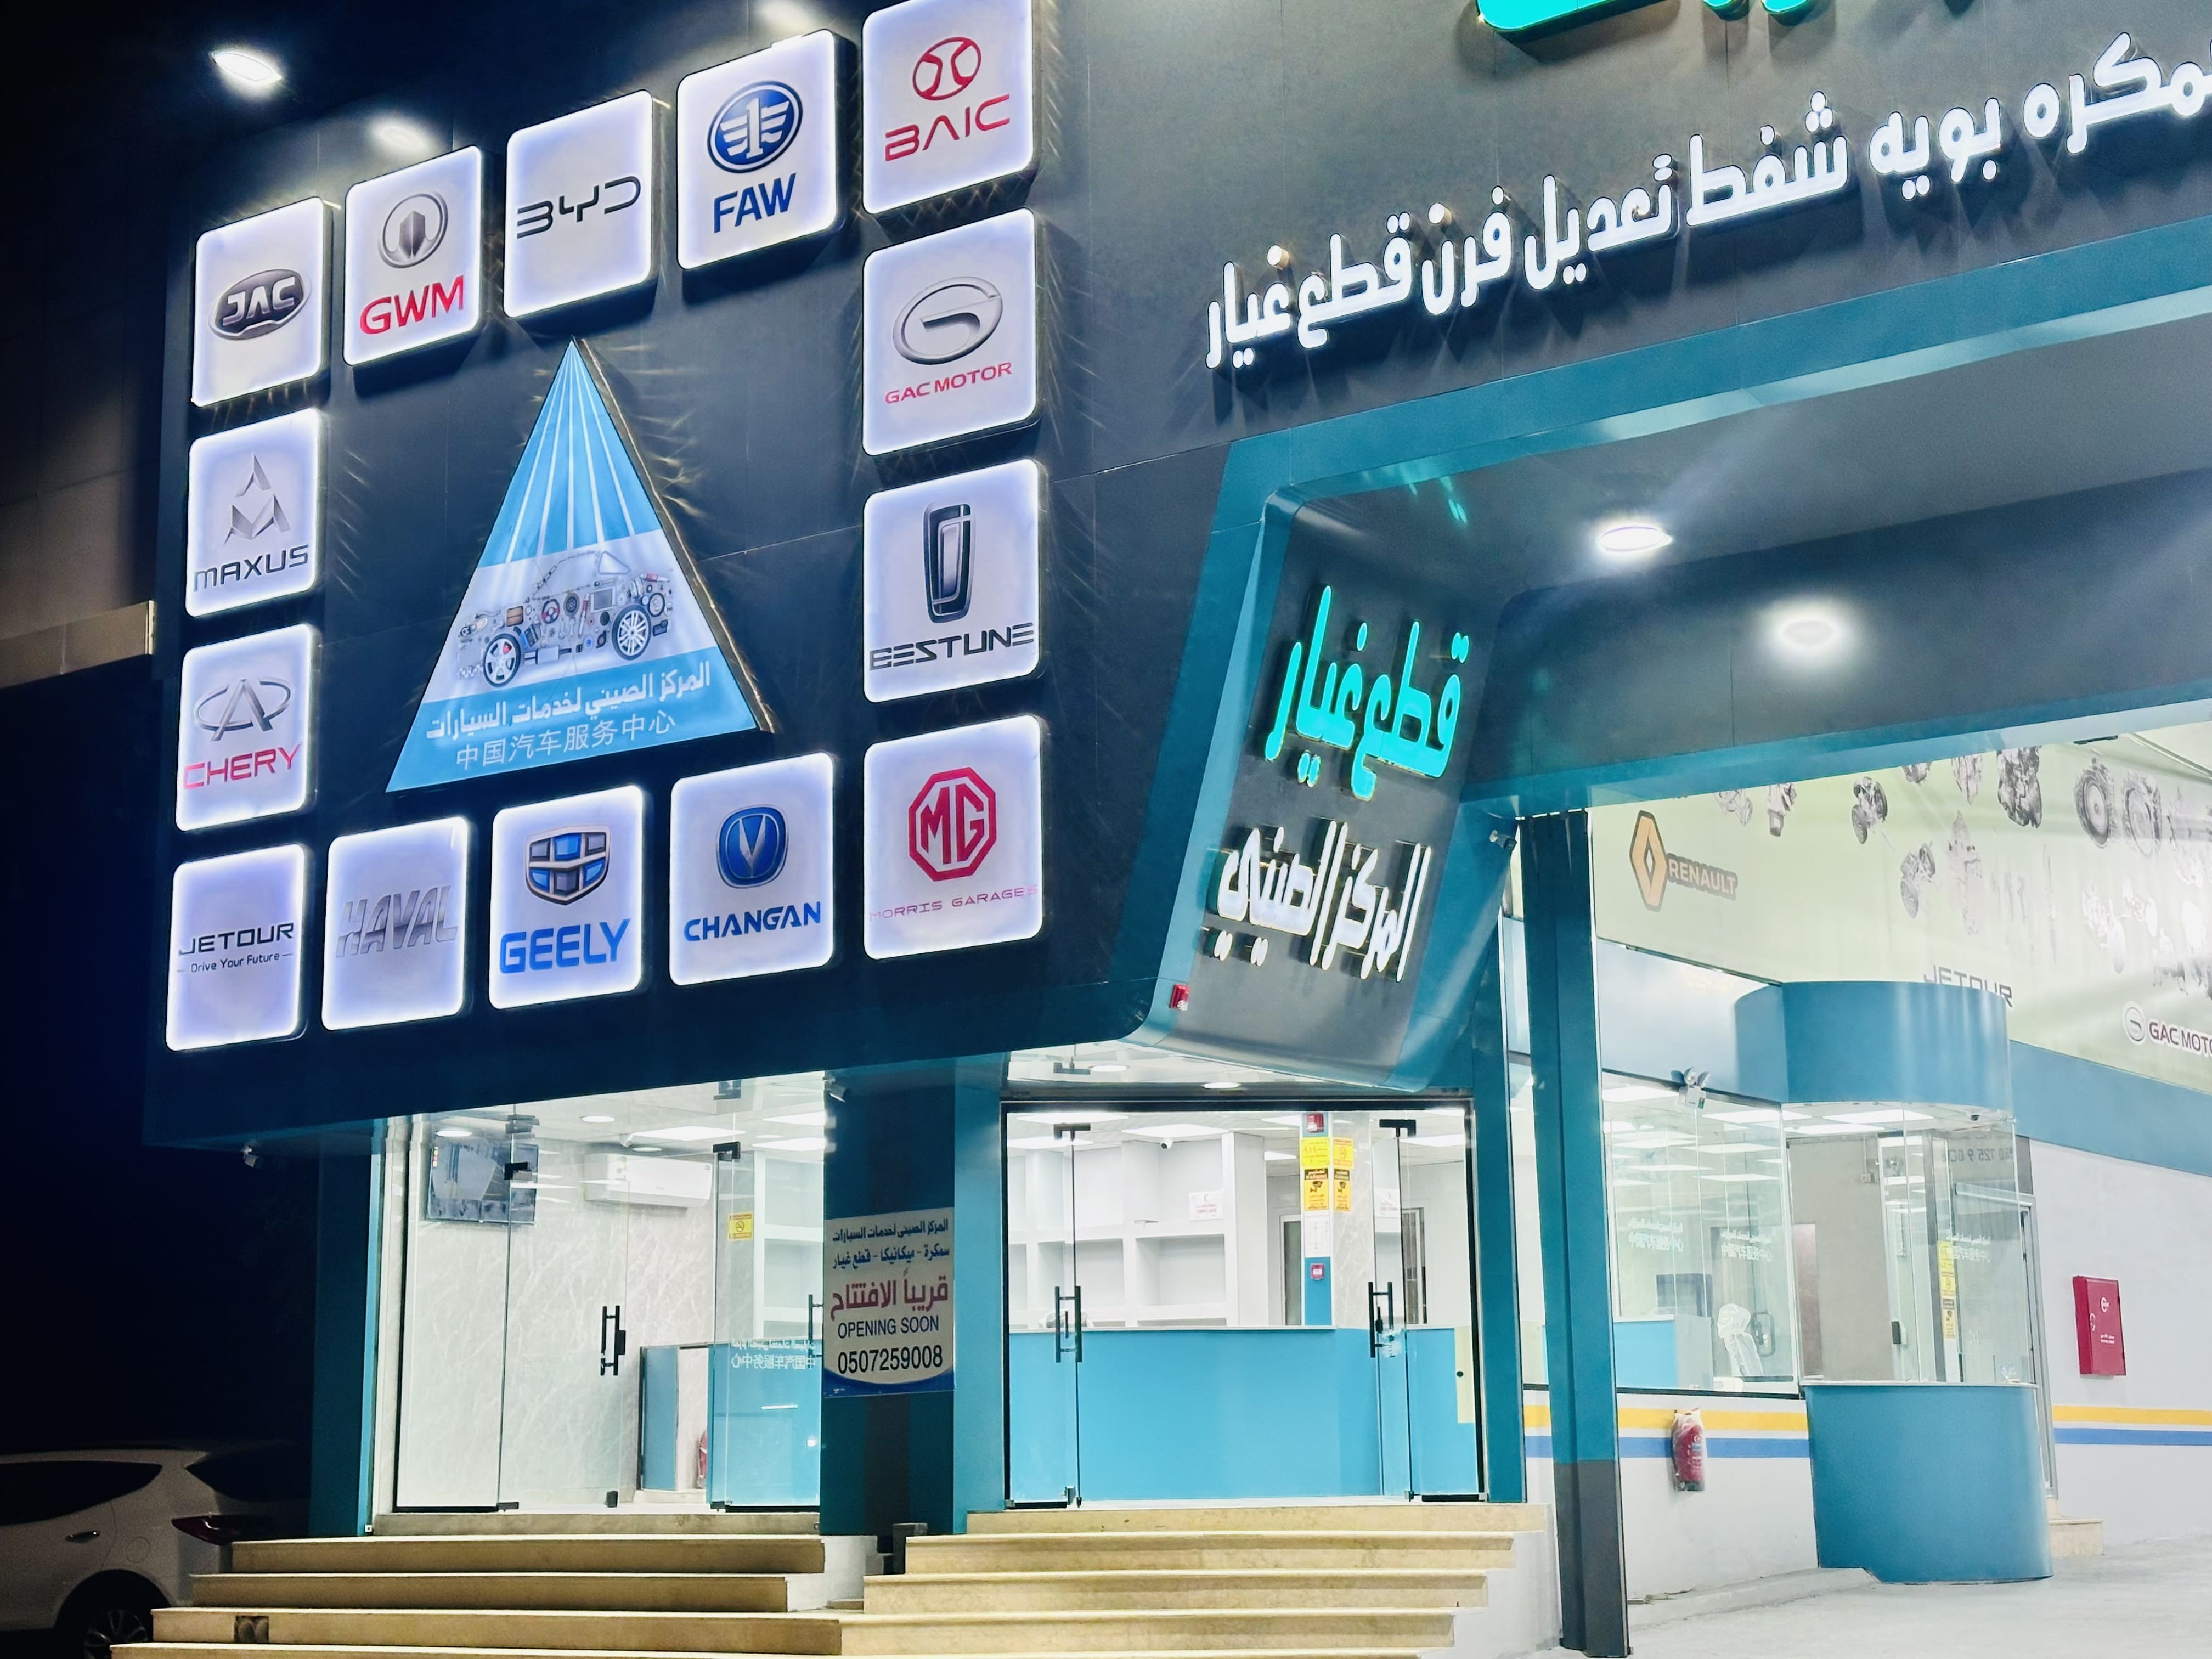 BAIC
FAW
BYD
GWM
JAC
GAC MOTOR
MAXUS
BESTUNE
CHERY
MG
MORRIS GARAGES
CHANGAN
GEELY
HAVAL
JETOUR
Drive Your Future
المركز الصيني لخدمات السيارات
中国汽车服务中心
سمكره بويه شفط تعديل فرن قطع غيار
قطع غيار
المركز الصيني
RENAULT
JETOUR
GAC MOTO
المركز الصيني لخدمات السيارات
سمكرة - ميكانيكا - قطع غيار
قريباً الافتتاح
OPENING SOON
0507259008